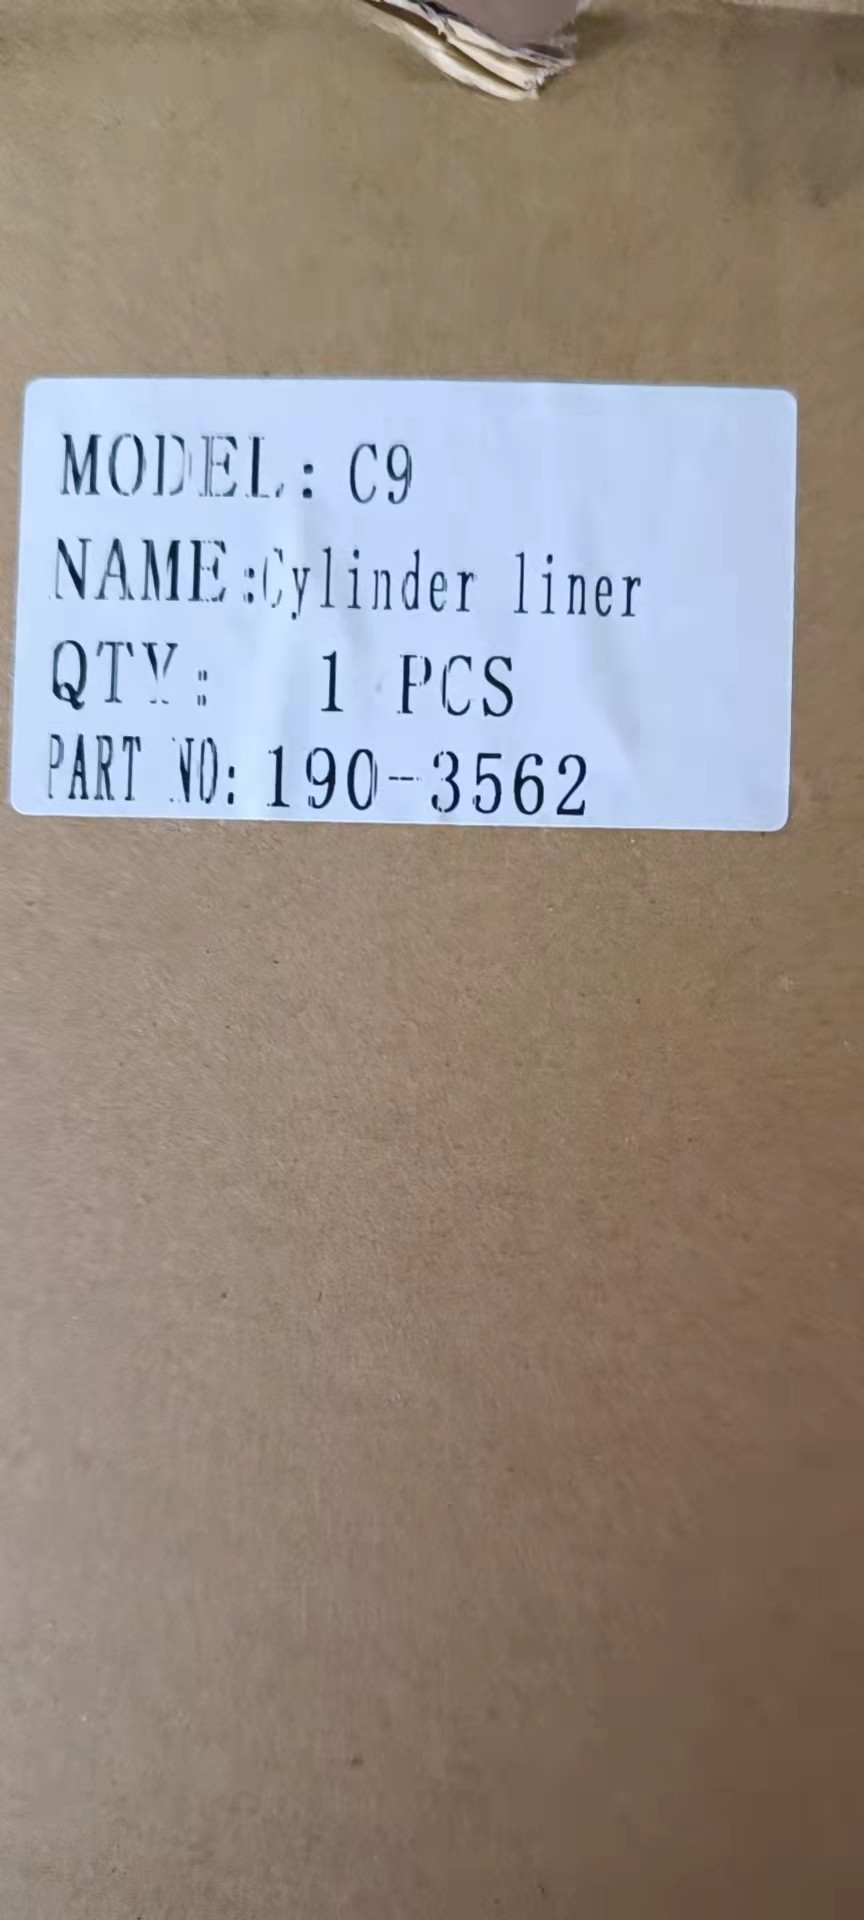 MODEL: C9
NAME:Cylinder liner
QTY: 1 PCS
PART NO: 190-3562